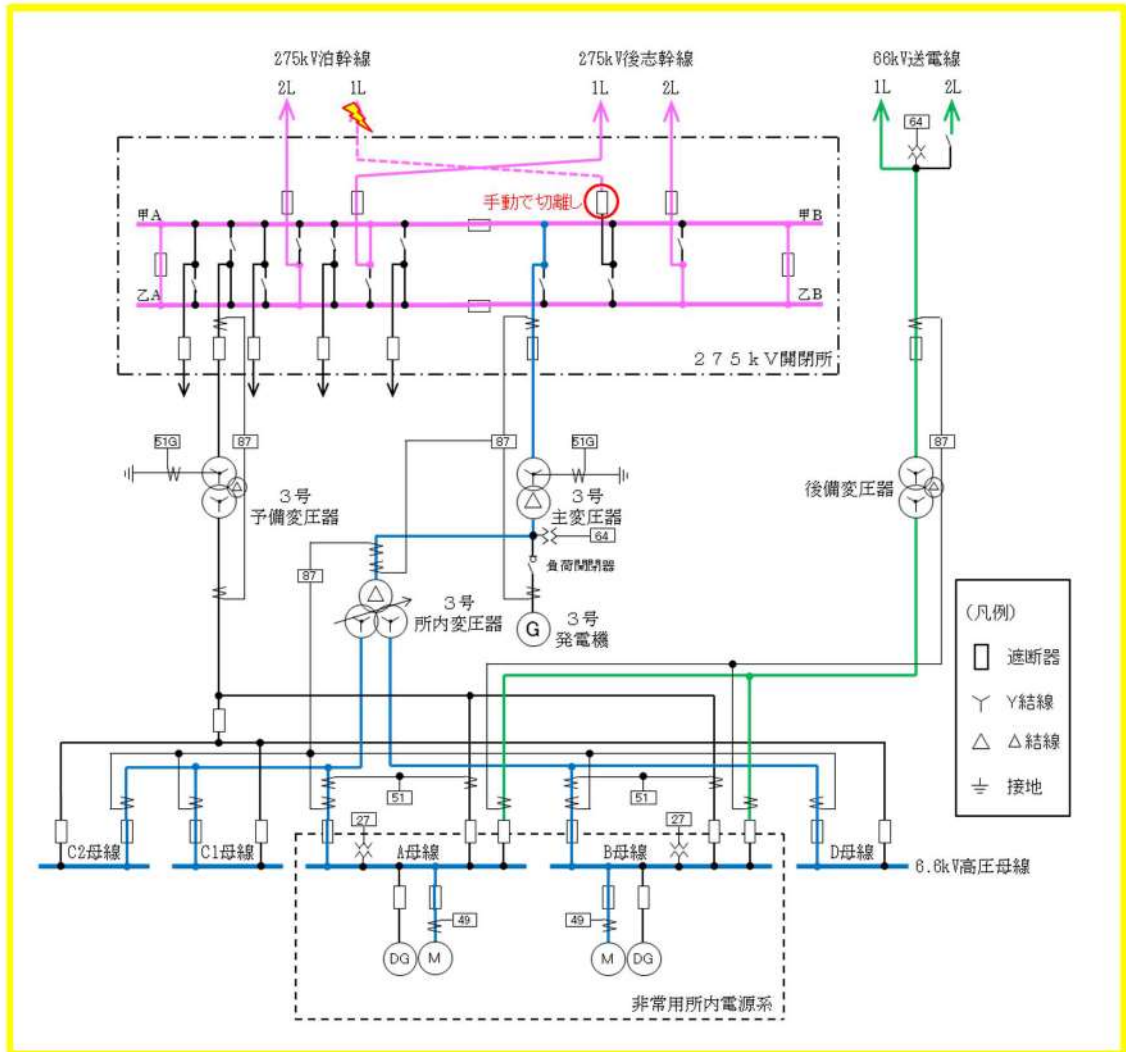 275kV泊幹線
275kV後志幹線
66kV送電線
2L
1L
1L
2L
1L
2L
64
手動で切離し
甲A
甲B
乙A
乙B
275kV開閉所
51G
87
87
51G
87
3号
予備変圧器
3号
主変圧器
後備変圧器
64
87
負荷開閉器
3号
所内変圧器
G
3号
発電機
(凡例)
遮断器
Y結線
△結線
接地
51
51
27
27
C2母線
C1母線
A母線
B母線
D母線
6.6kV高圧母線
49
49
DG
M
M
DG
非常用所内電源系